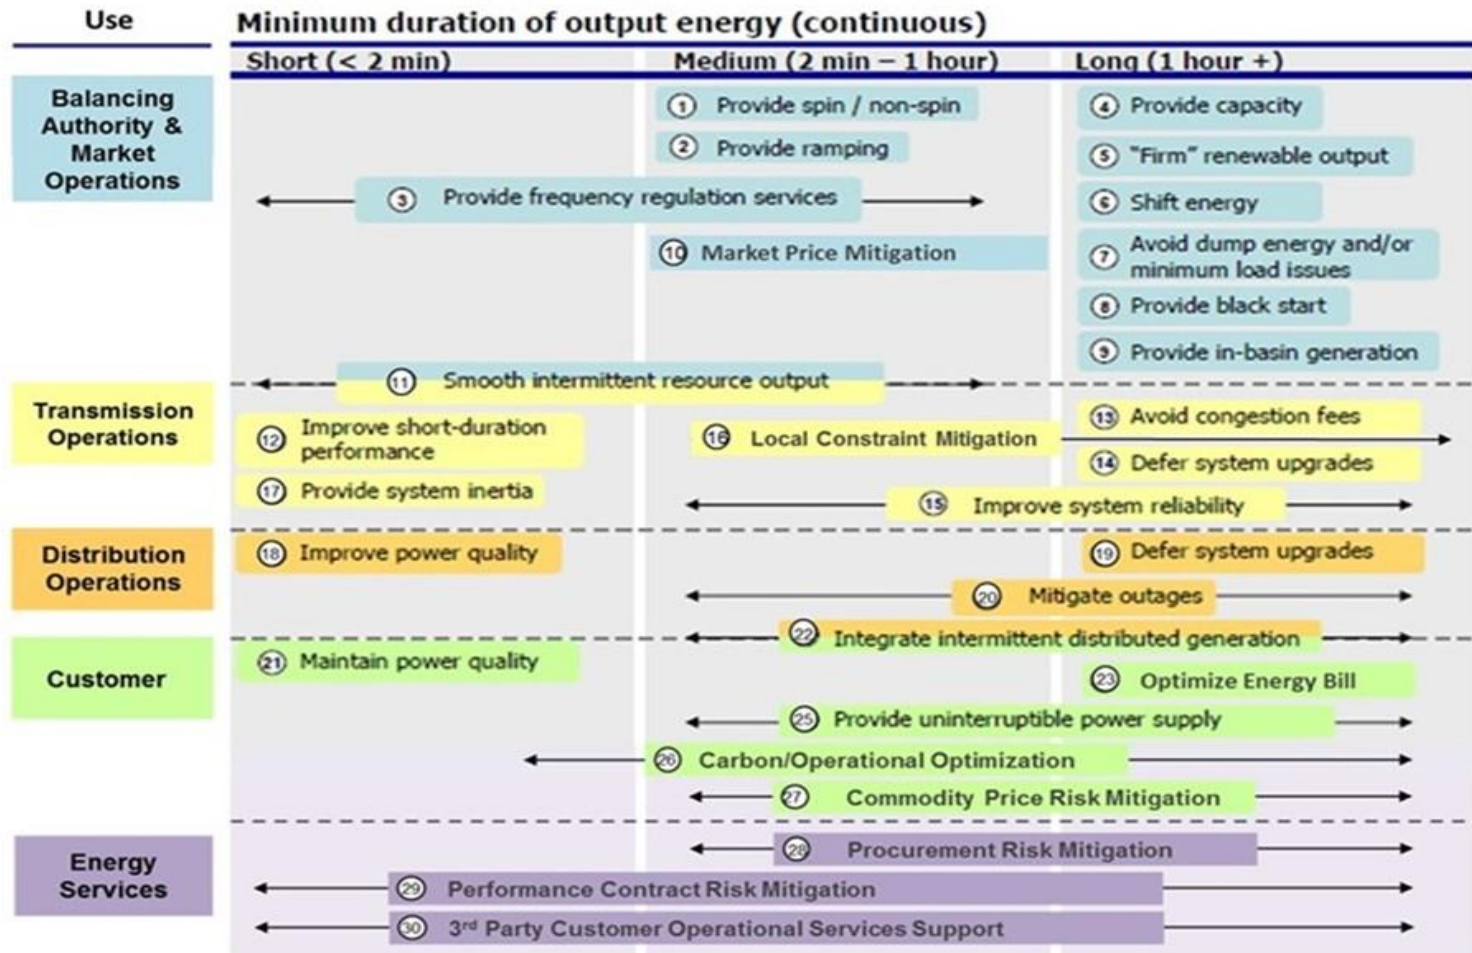 Use
Minimum duration of output energy (continuous)
Short (< 2 min)
Medium (2 min – 1 hour)
Long (1 hour +)
Balancing
Authority &
Market
Operations
1 Provide spin / non-spin
2 Provide ramping
3 Provide frequency regulation services
10 Market Price Mitigation
4 Provide capacity
5 "Firm" renewable output
6 Shift energy
7 Avoid dump energy and/or
minimum load issues
8 Provide black start
9 Provide in-basin generation
11 Smooth intermittent resource output
Transmission
Operations
12 Improve short-duration
performance
17 Provide system inertia
16 Local Constraint Mitigation
13 Avoid congestion fees
14 Defer system upgrades
15 Improve system reliability
Distribution
Operations
18 Improve power quality
19 Defer system upgrades
20 Mitigate outages
22 Integrate intermittent distributed generation
Customer
21 Maintain power quality
23 Optimize Energy Bill
25 Provide uninterruptible power supply
26 Carbon/Operational Optimization
27 Commodity Price Risk Mitigation
Energy
Services
28 Procurement Risk Mitigation
29 Performance Contract Risk Mitigation
30 3rd Party Customer Operational Services Support